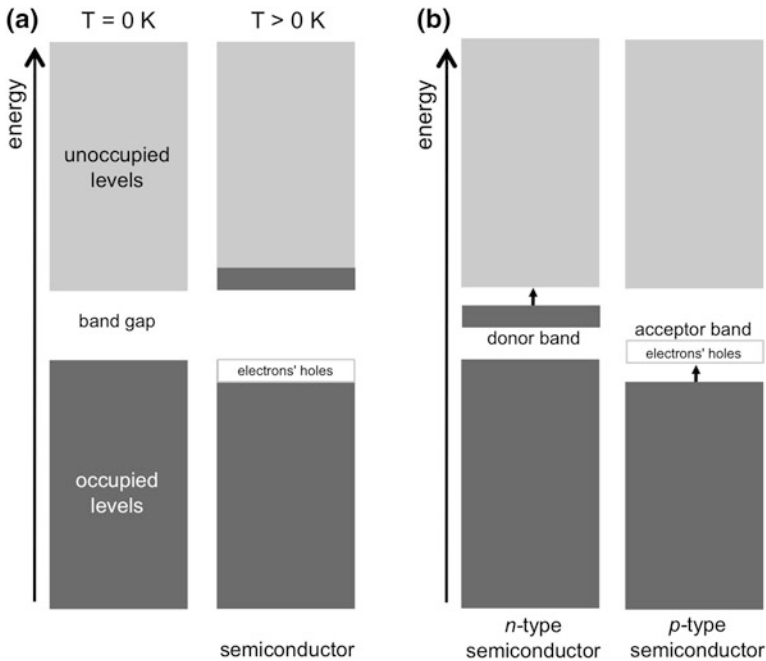 (a)
T = 0 K
T > 0 K
energy
unoccupied
levels
band gap
electrons' holes
occupied
levels
semiconductor
(b)
energy
donor band
acceptor band
electrons' holes
n-type
semiconductor
p-type
semiconductor